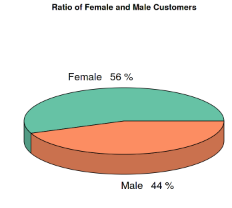 Ratio of Female and Male Customers
Female 56 %
Male 44 %